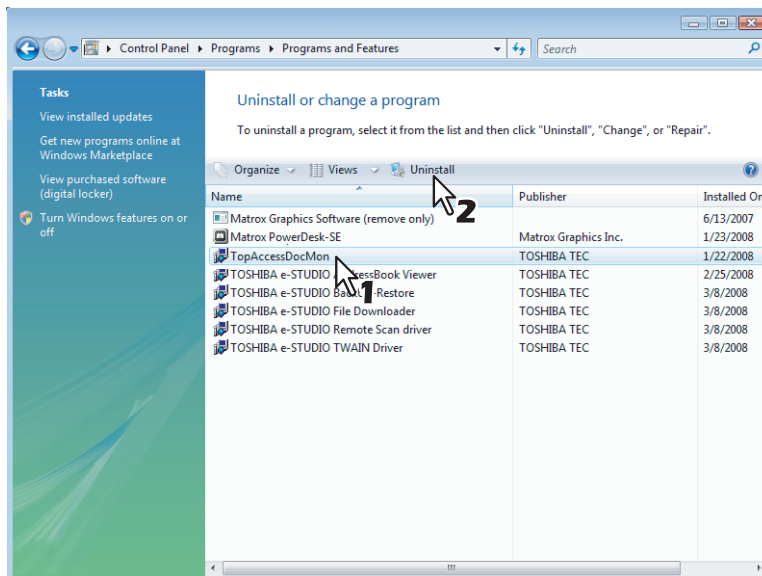 Control Panel Programs Programs and Features Search
Tasks
View installed updates
Get new programs online at
Windows Marketplace
View purchased software
(digital locker)
Turn Windows features on or
off
Uninstall or change a program
To uninstall a program, select it from the list and then click "Uninstall", "Change", or "Repair".
Organize Views Uninstall
2
Name Publisher Installed Or
Matrox Graphics Software (remove only) 6/13/2007
Matrox PowerDesk-SE Matrox Graphics Inc. 1/23/2008
TopAccessDocMon TOSHIBA TEC 1/22/2008
1
TOSHIBA e-STUDIO Viewer TOSHIBA TEC 2/25/2008
TOSHIBA e-STUDIO Restore TOSHIBA TEC 3/8/2008
TOSHIBA e-STUDIO File Downloader TOSHIBA TEC 3/8/2008
TOSHIBA e-STUDIO Remote Scan driver TOSHIBA TEC 3/8/2008
TOSHIBA e-STUDIO TWAIN Driver TOSHIBA TEC 3/8/2008